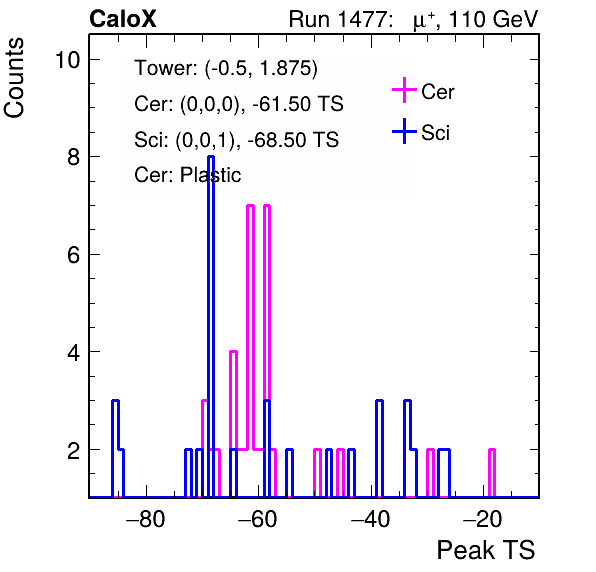 CaloX Run 1477: μ⁺, 110 GeV
Counts
Tower: (-0.5, 1.875)
Cer: (0,0,0), -61.50 TS
Sci: (0,0,1), -68.50 TS
Cer: Plastic
Cer
Sci
10
8
6
4
2
−80 −60 −40 −20
Peak TS